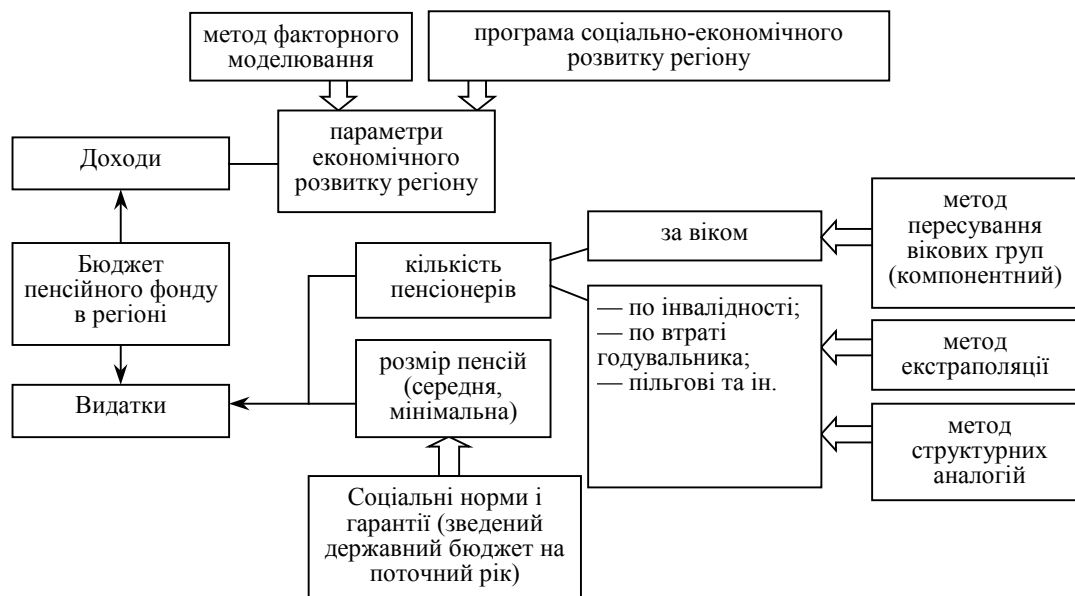 метод факторного
моделювання
програма соціально-економічного
розвитку регіону
параметри
економічного
розвитку регіону
Доходи
Бюджет
пенсійного фонду
в регіоні
Видатки
кількість
пенсіонерів
розмір пенсій
(середня,
мінімальна)
Соціальні норми і
гарантії (зведений
державний бюджет на
поточний рік)
за віком
— по інвалідності;
— по втраті
годувальника;
— пільгові та ін.
метод
пересування
вікових груп
(компонентний)
метод
екстраполяції
метод
структурних
аналогій